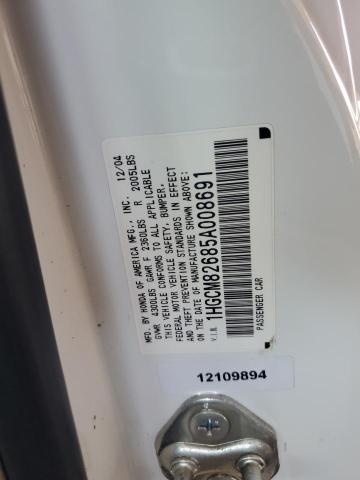 MFD. BY HONDA OF AMERICA MFG., INC. 12/04
GVWR 4300LBS GAWR F 2360LBS R 2005LBS
THIS VEHICLE CONFORMS TO ALL APPLICABLE
FEDERAL MOTOR VEHICLE SAFETY, BUMPER,
AND THEFT PREVENTION STANDARDS IN EFFECT
ON THE DATE OF MANUFACTURE SHOWN ABOVE:
V.I.N. 1HGCM82685A008691
PASSENGER CAR
12109894